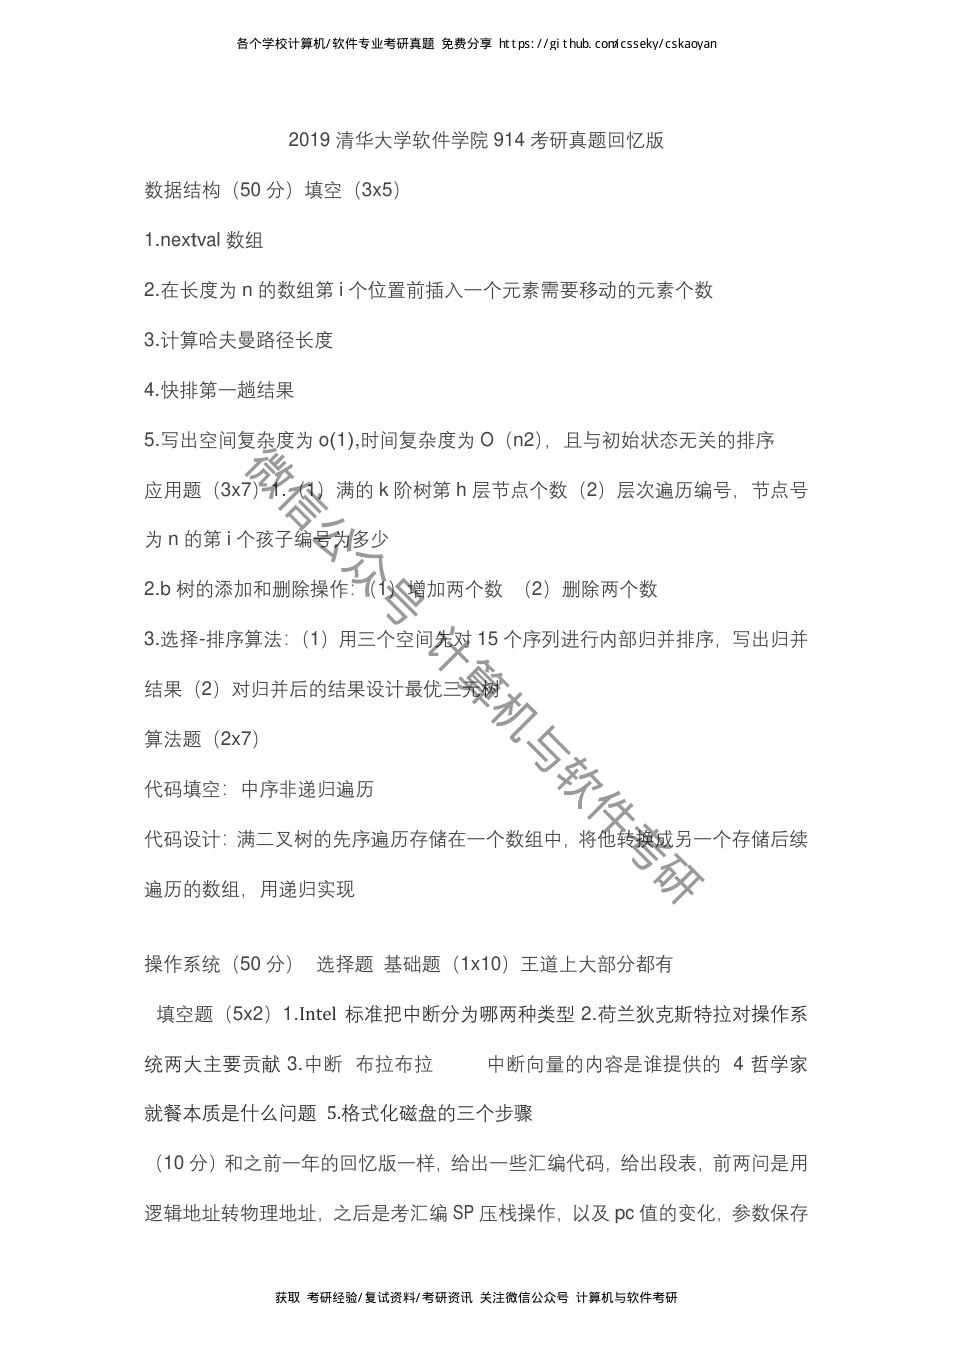 各个学校计算机/软件专业考研真题 免费分享 https://github.com/csseky/cskaoyan
2019 清华大学软件学院 914 考研真题回忆版
数据结构（50 分）填空（3x5）
1.nextval 数组
2.在长度为 n 的数组第 i 个位置前插入一个元素需要移动的元素个数
3.计算哈夫曼路径长度
4.快排第一趟结果
5.写出空间复杂度为 o(1),时间复杂度为 O（n2），且与初始状态无关的排序
应用题（3x7）1.（1）满的 k 阶树第 h 层节点个数（2）层次遍历编号，节点号
为 n 的第 i 个孩子编号为多少
2.b 树的添加和删除操作：（1）增加两个数 （2）删除两个数
3.选择-排序算法：（1）用三个空间先对 15 个序列进行内部归并排序，写出归并
结果（2）对归并后的结果设计最优三元树
算法题（2x7）
代码填空：中序非递归遍历
代码设计：满二叉树的先序遍历存储在一个数组中，将他转换成另一个存储后续
遍历的数组，用递归实现
操作系统（50 分） 选择题 基础题（1x10）王道上大部分都有
填空题（5x2）1.Intel 标准把中断分为哪两种类型 2.荷兰狄克斯特拉对操作系
统两大主要贡献 3.中断 布拉布拉 中断向量的内容是谁提供的 4 哲学家
就餐本质是什么问题 5.格式化磁盘的三个步骤
（10 分）和之前一年的回忆版一样，给出一些汇编代码，给出段表，前两问是用
逻辑地址转物理地址，之后是考汇编 SP 压栈操作，以及 pc 值的变化，参数保存
微信公众号 计算机与软件考研
获取 考研经验/复试资料/考研资讯 关注微信公众号 计算机与软件考研